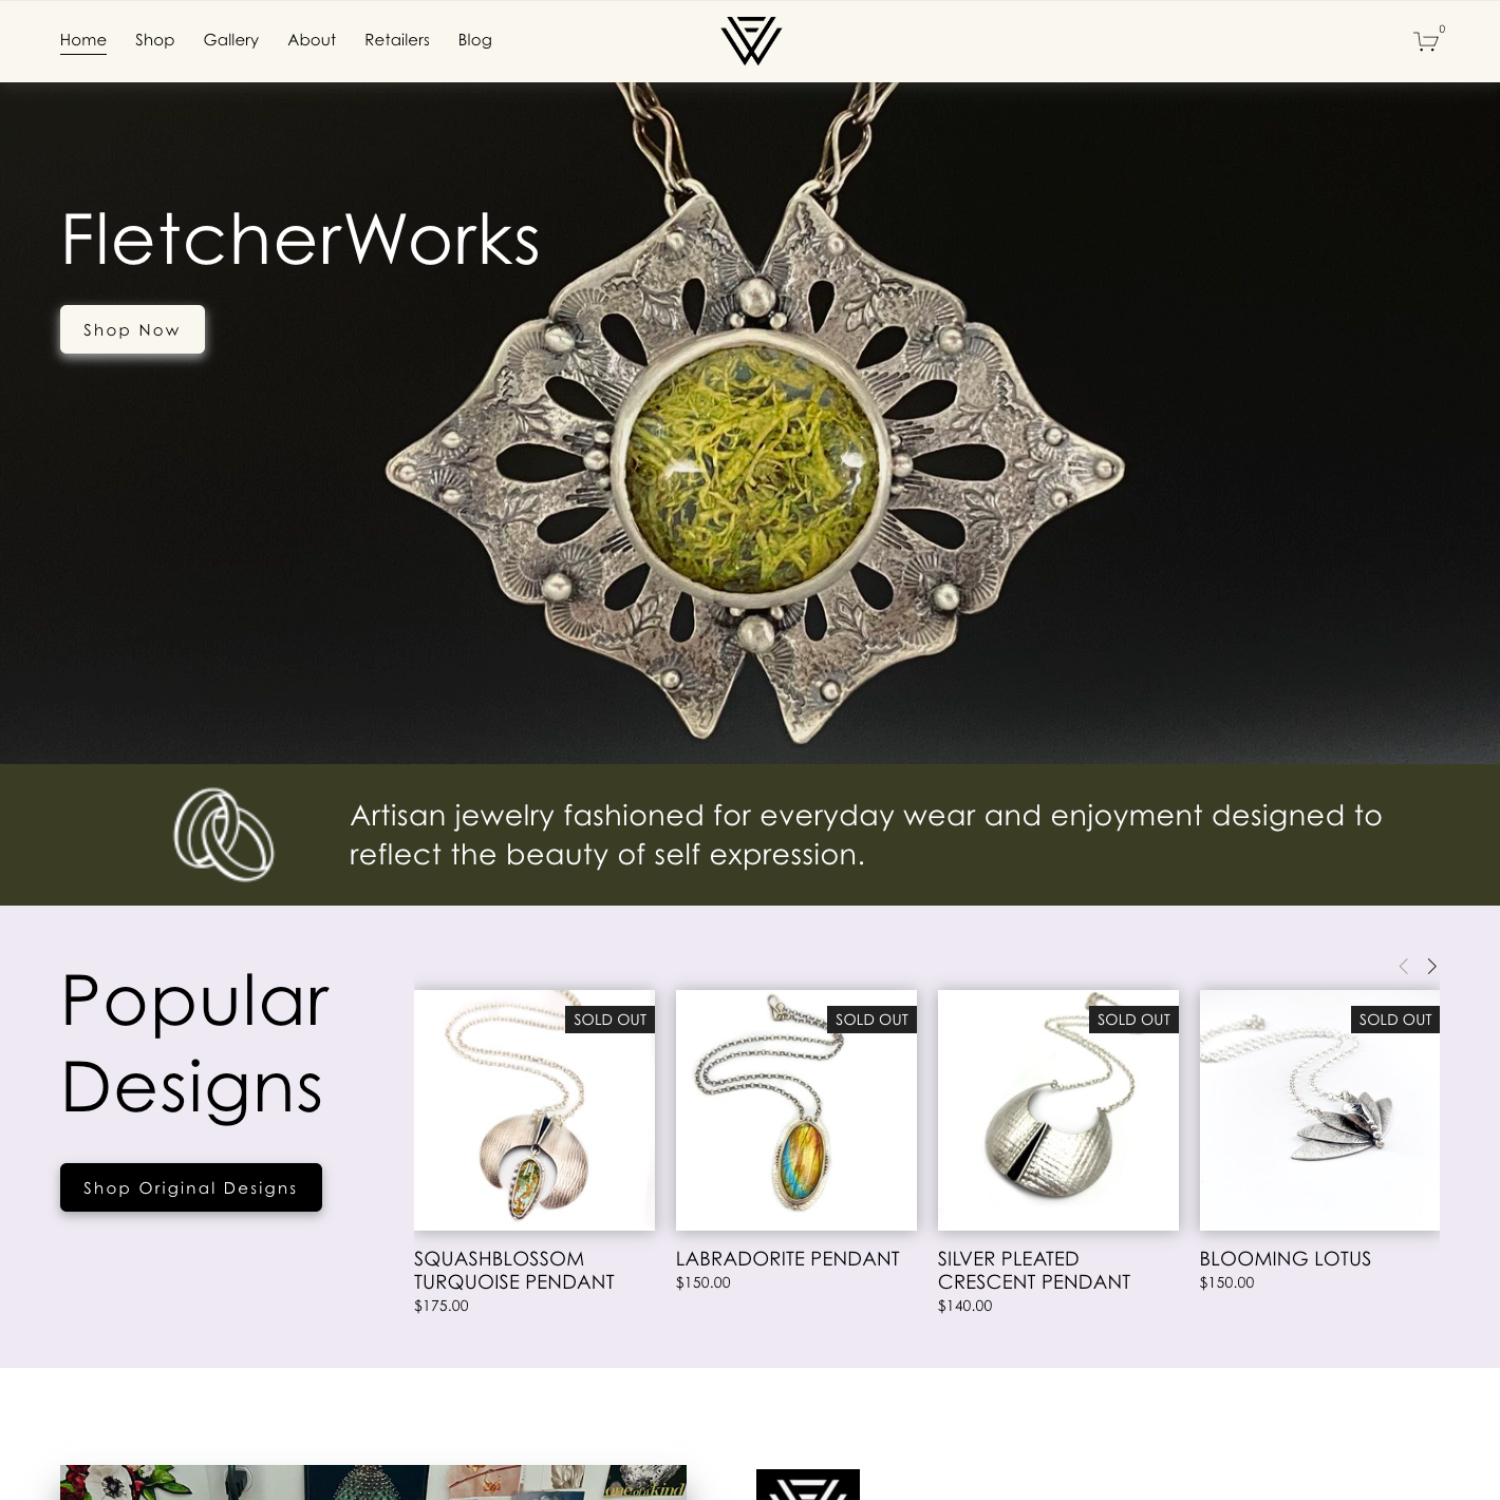 Home Shop Gallery About Retailers Blog
0
FletcherWorks
Shop Now
Artisan jewelry fashioned for everyday wear and enjoyment designed to
reflect the beauty of self expression.
Popular
Designs
Shop Original Designs
SOLD OUT
SQUASHBLOSSOM
TURQUOISE PENDANT
$175.00
SOLD OUT
LABRADORITE PENDANT
$150.00
SOLD OUT
SILVER PLEATED
CRESCENT PENDANT
$140.00
SOLD OUT
BLOOMING LOTUS
$150.00
one of a kind